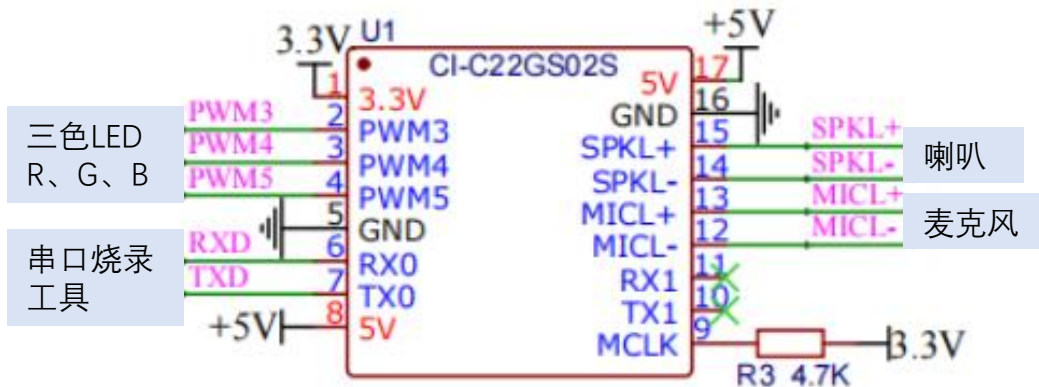 U1
CI-C22GS02S
3.3V
1
3.3V
三色LED
R、G、B
PWM3
2
PWM3
PWM4
3
PWM4
PWM5
4
PWM5
5
GND
串口烧录
工具
RXD
6
RX0
TXD
7
TX0
+5V
8
5V
+5V
17
5V
16
GND
15
SPKL+
SPKL+
喇叭
14
SPKL-
SPKL-
13
MICL+
MICL+
麦克风
12
MICL-
MICL-
11
RX1
10
TX1
9
MCLK
R3 4.7K
3.3V